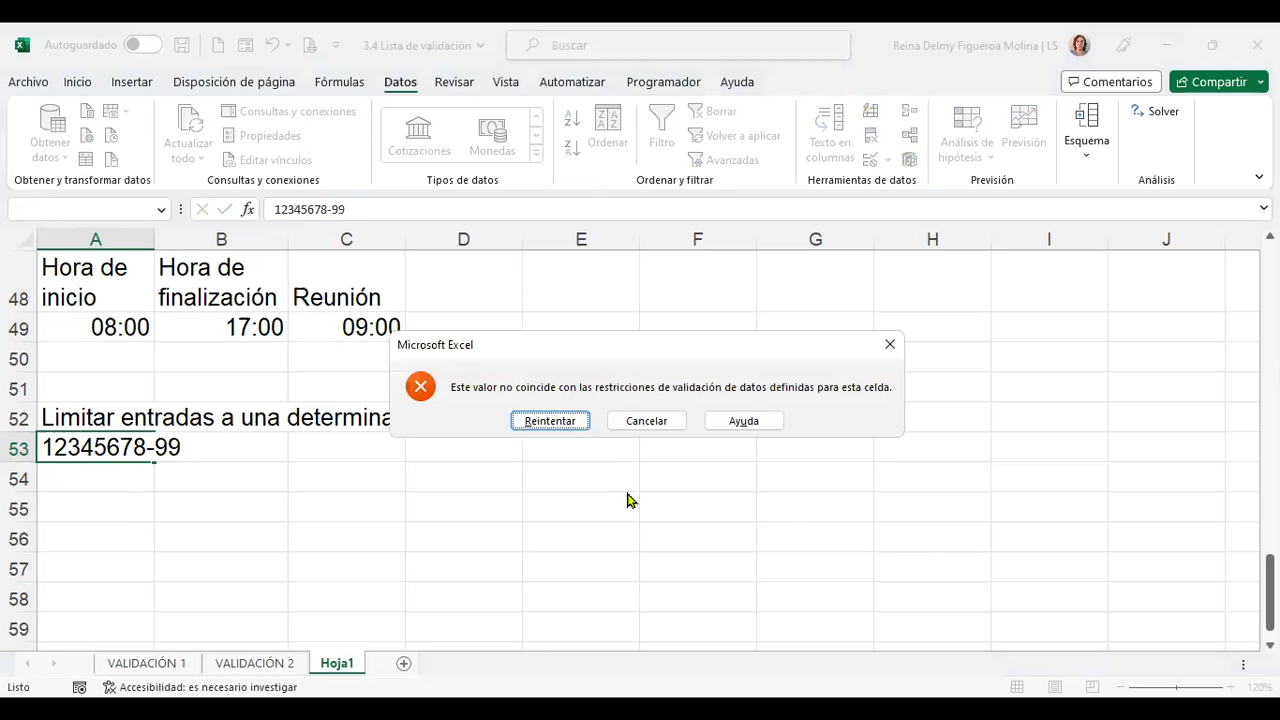 Autoguardado
3.4 Lista de validación
Buscar
Reina Delmy Figueroa Molina | LS
Archivo Inicio Insertar Disposición de página Fórmulas Datos Revisar Vista Automatizar Programador Ayuda
Comentarios
Compartir
Obtener datos
Actualizar todo
Consultas y conexiones
Propiedades
Editar vínculos
Cotizaciones
Monedas
Ordenar
Filtro
Borrar
Volver a aplicar
Avanzadas
Texto en columnas
Análisis de hipótesis
Previsión
Esquema
Solver
Obtener y transformar datos
Consultas y conexiones
Tipos de datos
Ordenar y filtrar
Herramientas de datos
Previsión
Análisis
fx 12345678-99
A B C D E F G H I J
48 Hora de inicio Hora de finalización Reunión
49 08:00 17:00 09:00
50
51
52 Limitar entradas a una determina
53 12345678-99
54
55
56
57
58
59
Microsoft Excel
Este valor no coincide con las restricciones de validación de datos definidas para esta celda.
Reintentar Cancelar Ayuda
VALIDACIÓN 1 VALIDACIÓN 2 Hoja1
Listo
Accesibilidad: es necesario investigar
120%